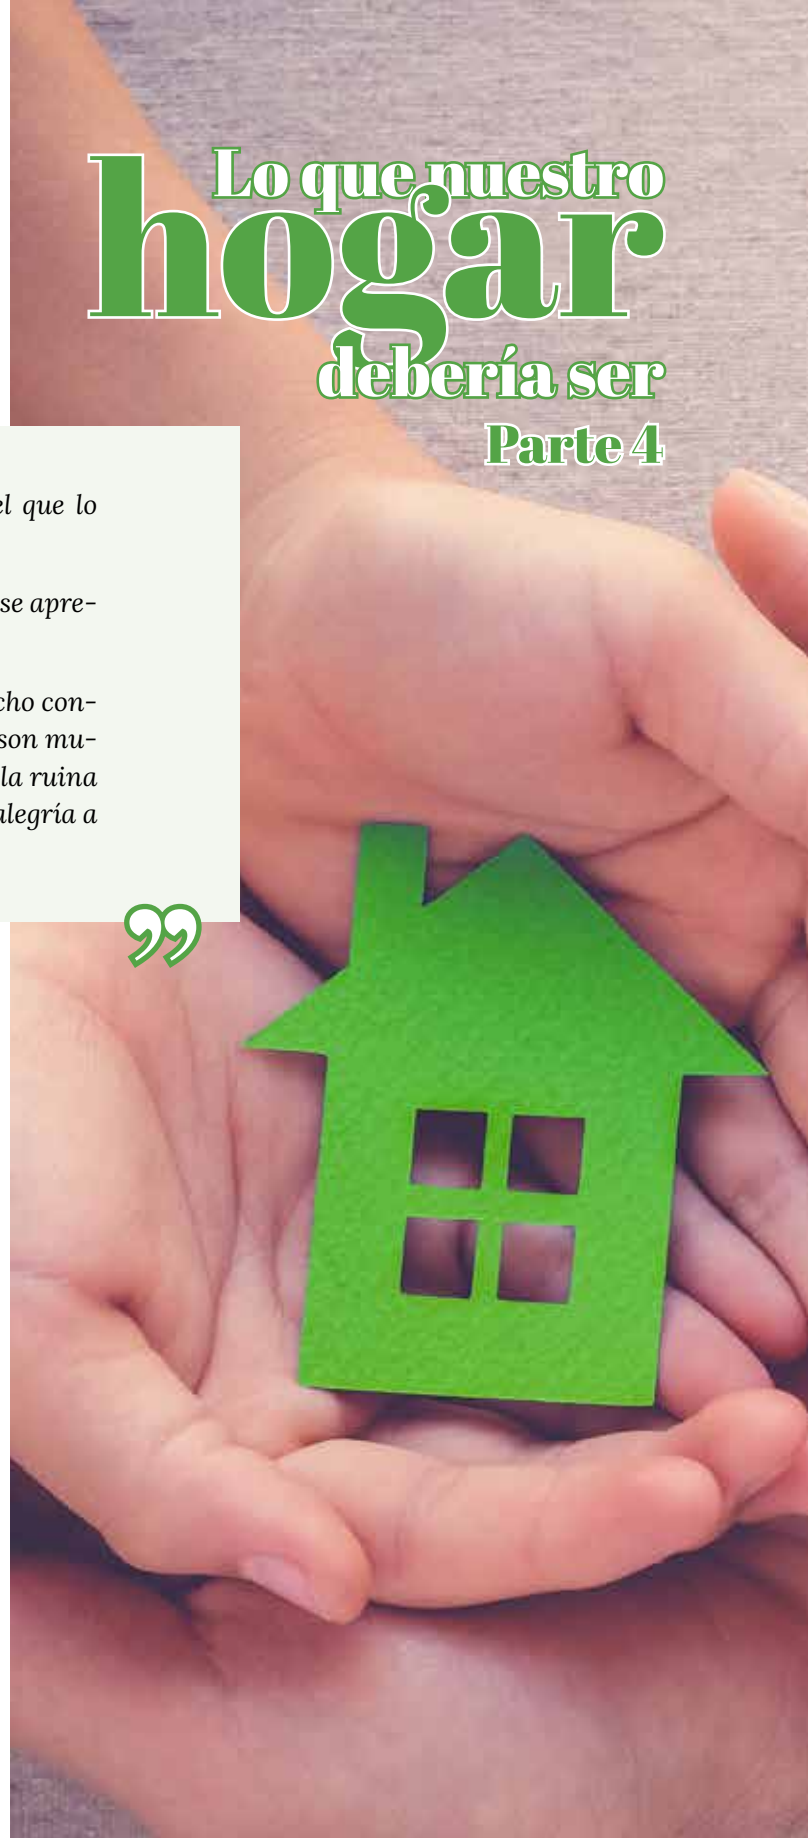 Lo que nuestro
hogar
debería ser
Parte 4
el que lo
se apre-
cho con-
son mu-
la ruina
alegría a
”